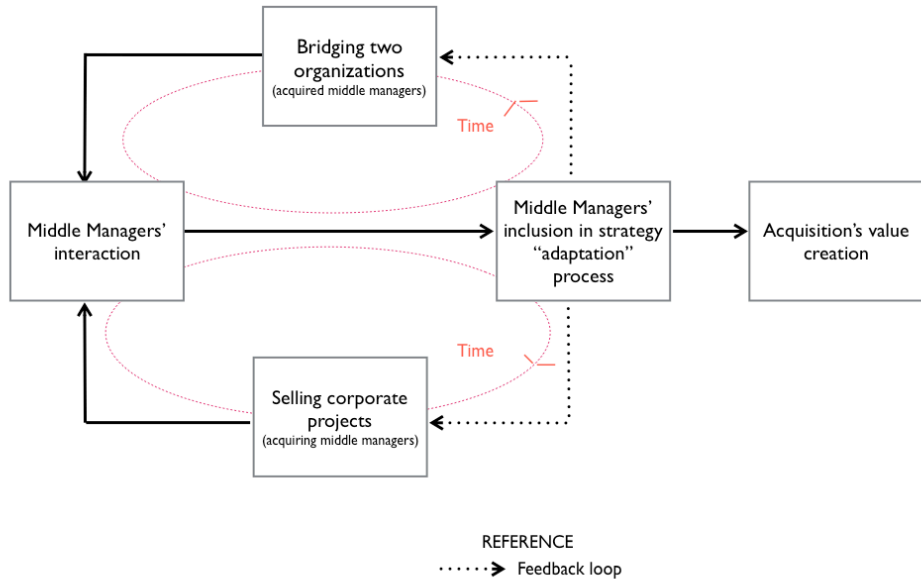 Bridging two
organizations
(acquired middle managers)
Time
Middle Managers’
interaction
Middle Managers’
inclusion in strategy
“adaptation”
process
Acquisition’s value
creation
Time
Selling corporate
projects
(acquiring middle managers)
REFERENCE
Feedback loop